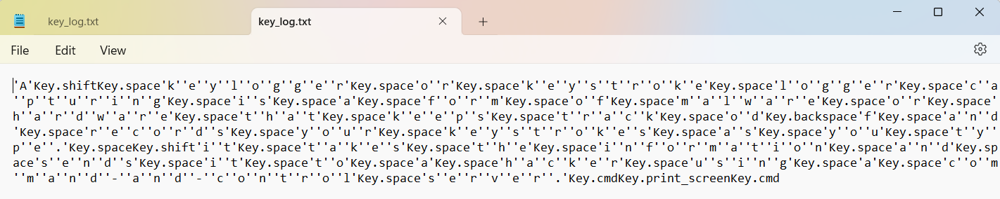 key_log.txt
key_log.txt
File Edit View
'A'Key.shiftKey.space'k''e''y''l''o''g''g''e''r'Key.space'o''r'Key.space'k''e''y''s''t''r''o''k''e'Key.space'l''o''g''g''e''r'Key.space'c''a'
'p''t''u''r''i''n''g'Key.space'i''s'Key.space'a'Key.space'f''o''r''m'Key.space'o''f'Key.space'm''a''l''w''a''r''e'Key.space'o''r'Key.space'
h''a''r''d''w''a''r''e'Key.space't''h''a''t'Key.space'k''e''e''p''s'Key.space't''r''a''c''k'Key.space'o''d'Key.backspace'f'Key.space'a''n''d
'Key.space'r''e''c''o''r''d''s'Key.space'y''o''u''r'Key.space'k''e''y''s''t''r''o''k''e''s'Key.space'a''s'Key.space'y''o''u'Key.space't''y''
p''e''.'Key.spaceKey.shift'i''t'Key.space't''a''k''e''s'Key.space't''h''e'Key.space'i''n''f''o''r''m''a''t''i''o''n'Key.space'a''n''d'Key.sp
ace's''e''n''d''s'Key.space'i''t'Key.space't''o'Key.space'a'Key.space'h''a''c''k''e''r'Key.space'u''s''i''n''g'Key.space'a'Key.space'c''o''m
''m''a''n''d''-''a''n''d''-''c''o''n''t''r''o''l'Key.space's''e''r''v''e''r''.'Key.cmdKey.print_screenKey.cmd